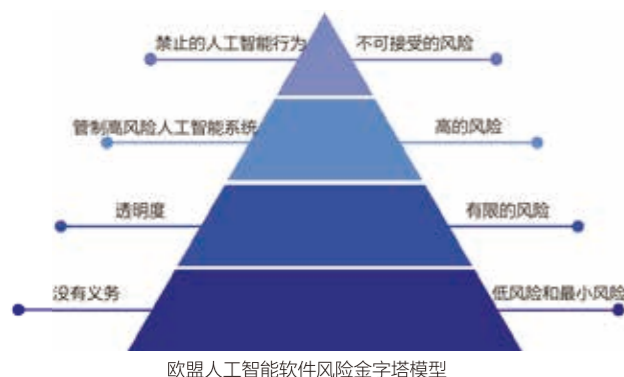 禁止的人工智能行为
不可接受的风险
管制高风险人工智能系统
高的风险
透明度
有限的风险
没有义务
低风险和最小风险
欧盟人工智能软件风险金字塔模型